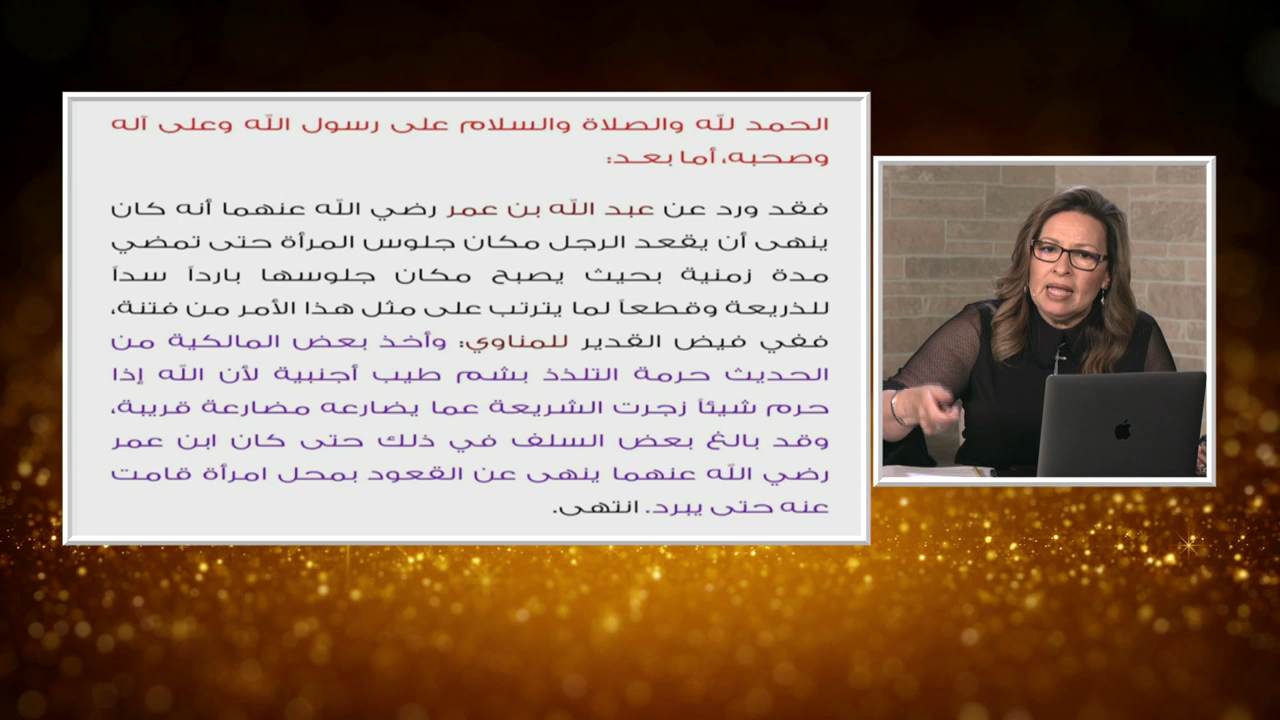 الحمد لله والصلاة والسلام على رسول الله وعلى آله
وصحبه، أما بعـد:
فقد ورد عن عبد الله بن عمر رضي الله عنهما أنه كان
ينهى أن يقعد الرجل مكان جلوس المرأة حتى تمضي
مدة زمنية بحيث يصبح مكان جلوسها بارداً سداً
للذريعة وقطعاً لما يترتب على مثل هذا الأمر من فتنة،
ففي فيض القدير للمناوي: وأخذ بعض المالكية من
الحديث حرمة التلذذ بشم طيب أجنبية لأن الله إذا
حرم شيئاً زجرت الشريعة عما يضارعه مضارعة قريبة،
وقد بالغ بعض السلف في ذلك حتى كان ابن عمر
رضي الله عنهما ينهى عن القعود بمحل امرأة قامت
عنه حتى يبرد. انتهى.